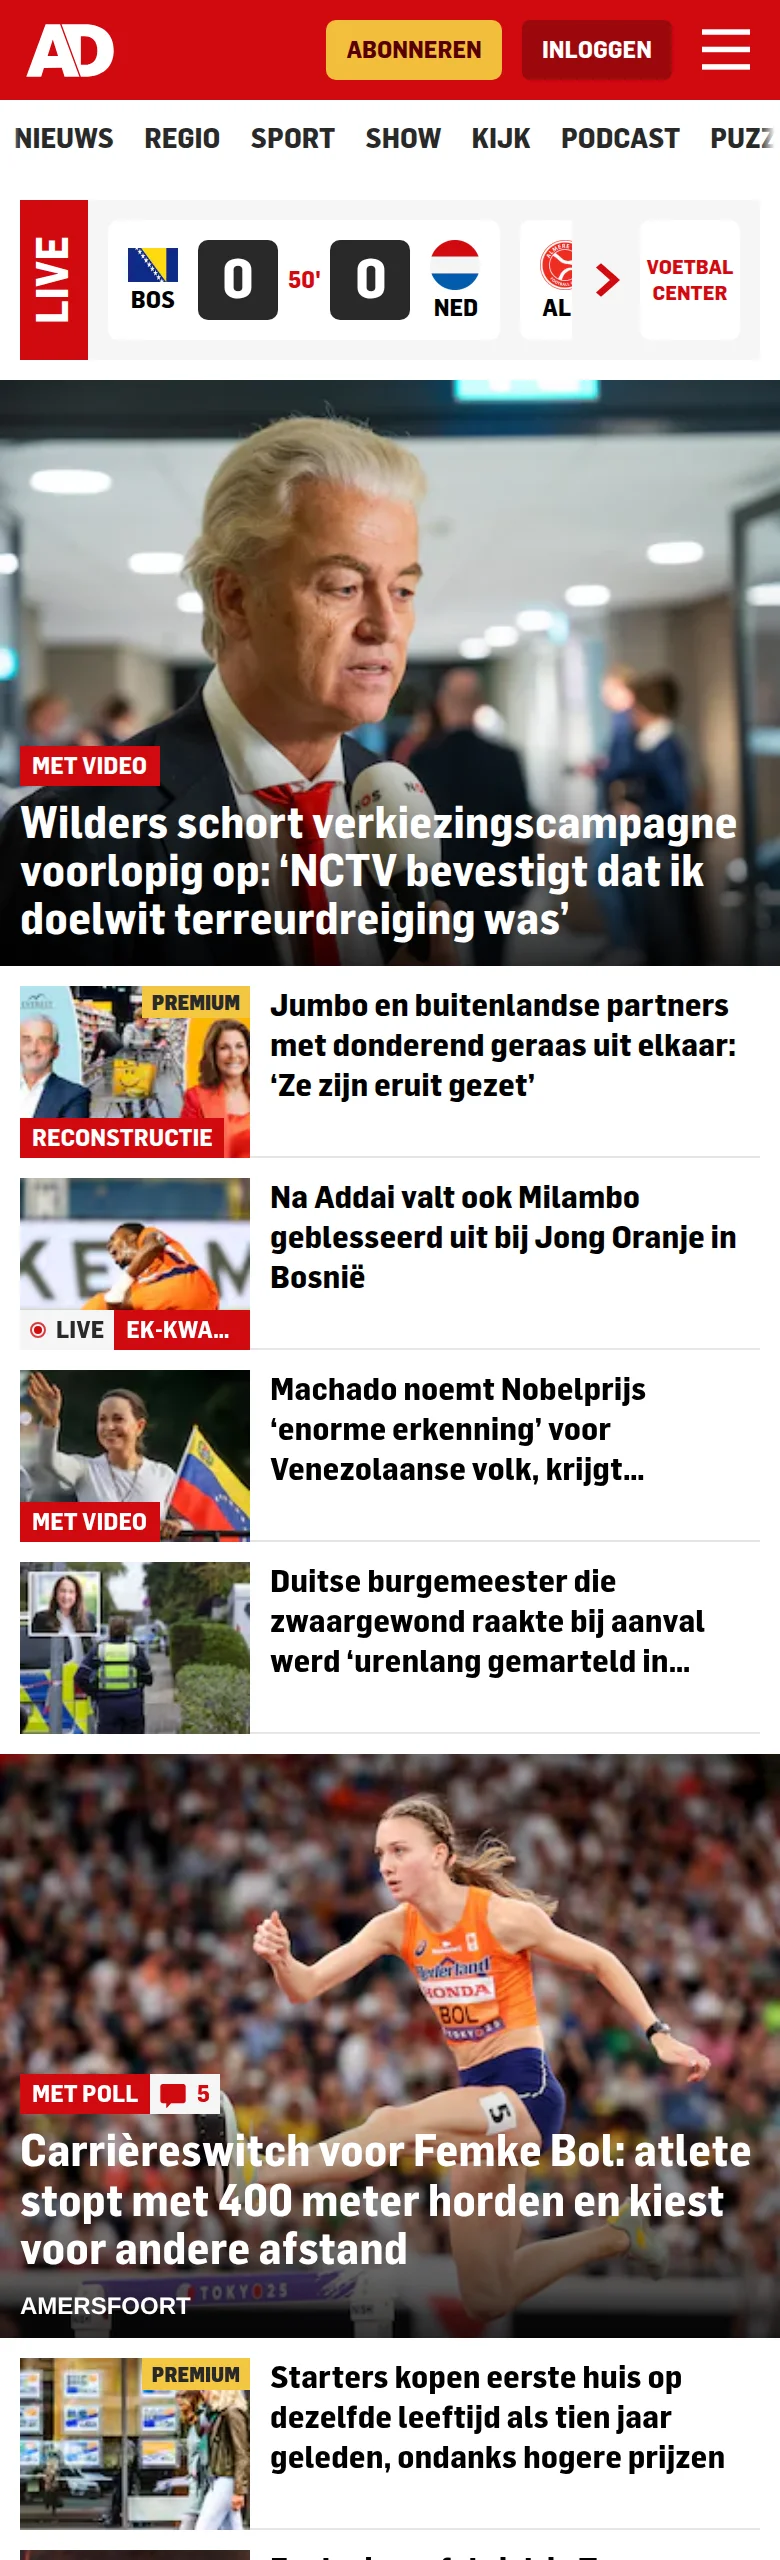 AD
ABONNEREN
INLOGGEN
NIEUWS REGIO SPORT SHOW KIJK PODCAST PUZZ
LIVE
BOS
0
50'
0
NED
AL
VOETBAL
CENTER
NOS
MET VIDEO
Wilders schort verkiezingscampagne
voorlopig op: ‘NCTV bevestigt dat ik
doelwit terreurdreiging was’
PREMIUM
RECONSTRUCTIE
Jumbo en buitenlandse partners
met donderend geraas uit elkaar:
‘Ze zijn eruit gezet’
LIVE
EK-KWA...
Na Addai valt ook Milambo
geblesseerd uit bij Jong Oranje in
Bosnië
MET VIDEO
Machado noemt Nobelprijs
‘enorme erkenning’ voor
Venezolaanse volk, krijgt...
Duitse burgemeester die
zwaargewond raakte bij aanval
werd ‘urenlang gemarteld in...
Nederland
HONDA
BOL
5
MET POLL
5
Carrièreswitch voor Femke Bol: atlete
stopt met 400 meter horden en kiest
voor andere afstand
TOKYO25
AMERSFOORT
PREMIUM
Starters kopen eerste huis op
dezelfde leeftijd als tien jaar
geleden, ondanks hogere prijzen